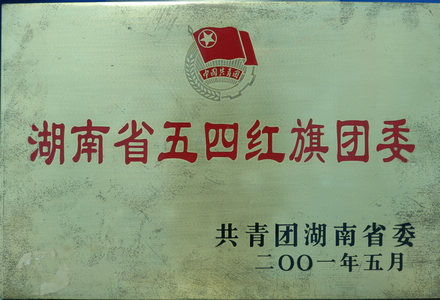 中国共青团
湖南省五四红旗团委
共青团湖南省委
二〇〇一年五月